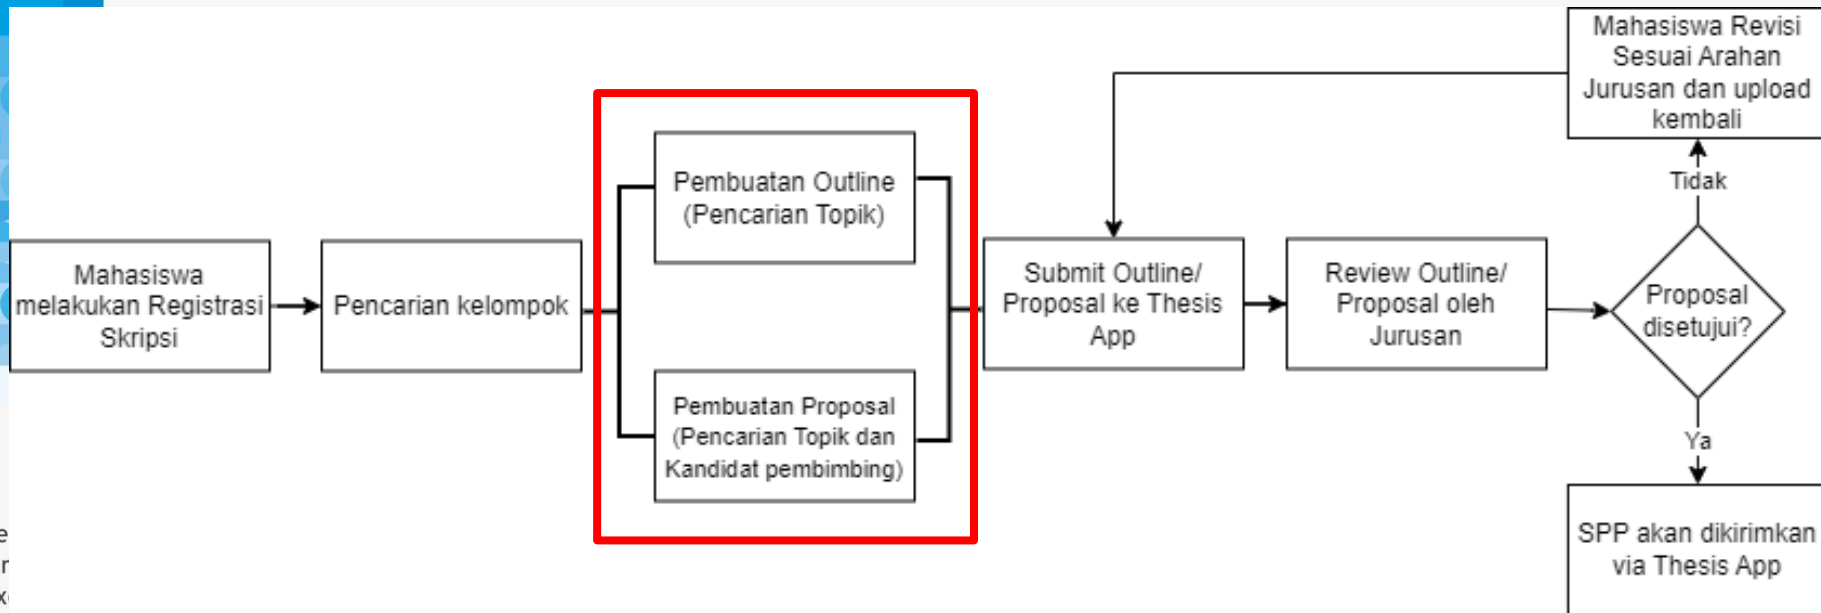 Mahasiswa
melakukan Registrasi
Skripsi
Pencarian kelompok
Pembuatan Outline
(Pencarian Topik)
Pembuatan Proposal
(Pencarian Topik dan
Kandidat pembimbing)
Submit Outline/
Proposal ke Thesis
App
Review Outline/
Proposal oleh
Jurusan
Proposal
disetujui?
Tidak
Mahasiswa Revisi
Sesuai Arahan
Jurusan dan upload
kembali
Ya
SPP akan dikirimkan
via Thesis App